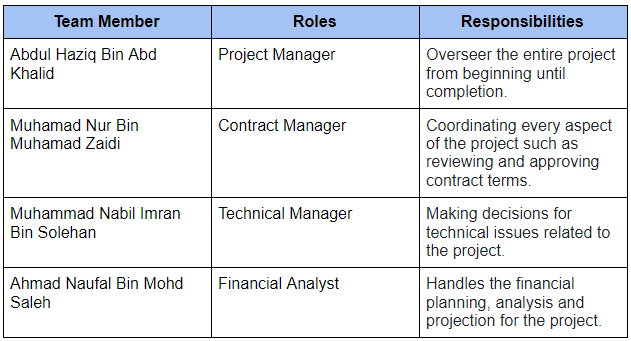 Team Member Roles Responsibilities
Abdul Haziq Bin Abd
Khalid
Project Manager
Overseer the entire project
from beginning until
completion.
Muhamad Nur Bin
Muhamad Zaidi
Contract Manager
Coordinating every aspect
of the project such as
reviewing and approving
contract terms.
Muhammad Nabil Imran
Bin Solehan
Technical Manager
Making decisions for
technical issues related to
the project.
Ahmad Naufal Bin Mohd
Saleh
Financial Analyst
Handles the financial
planning, analysis and
projection for the project.